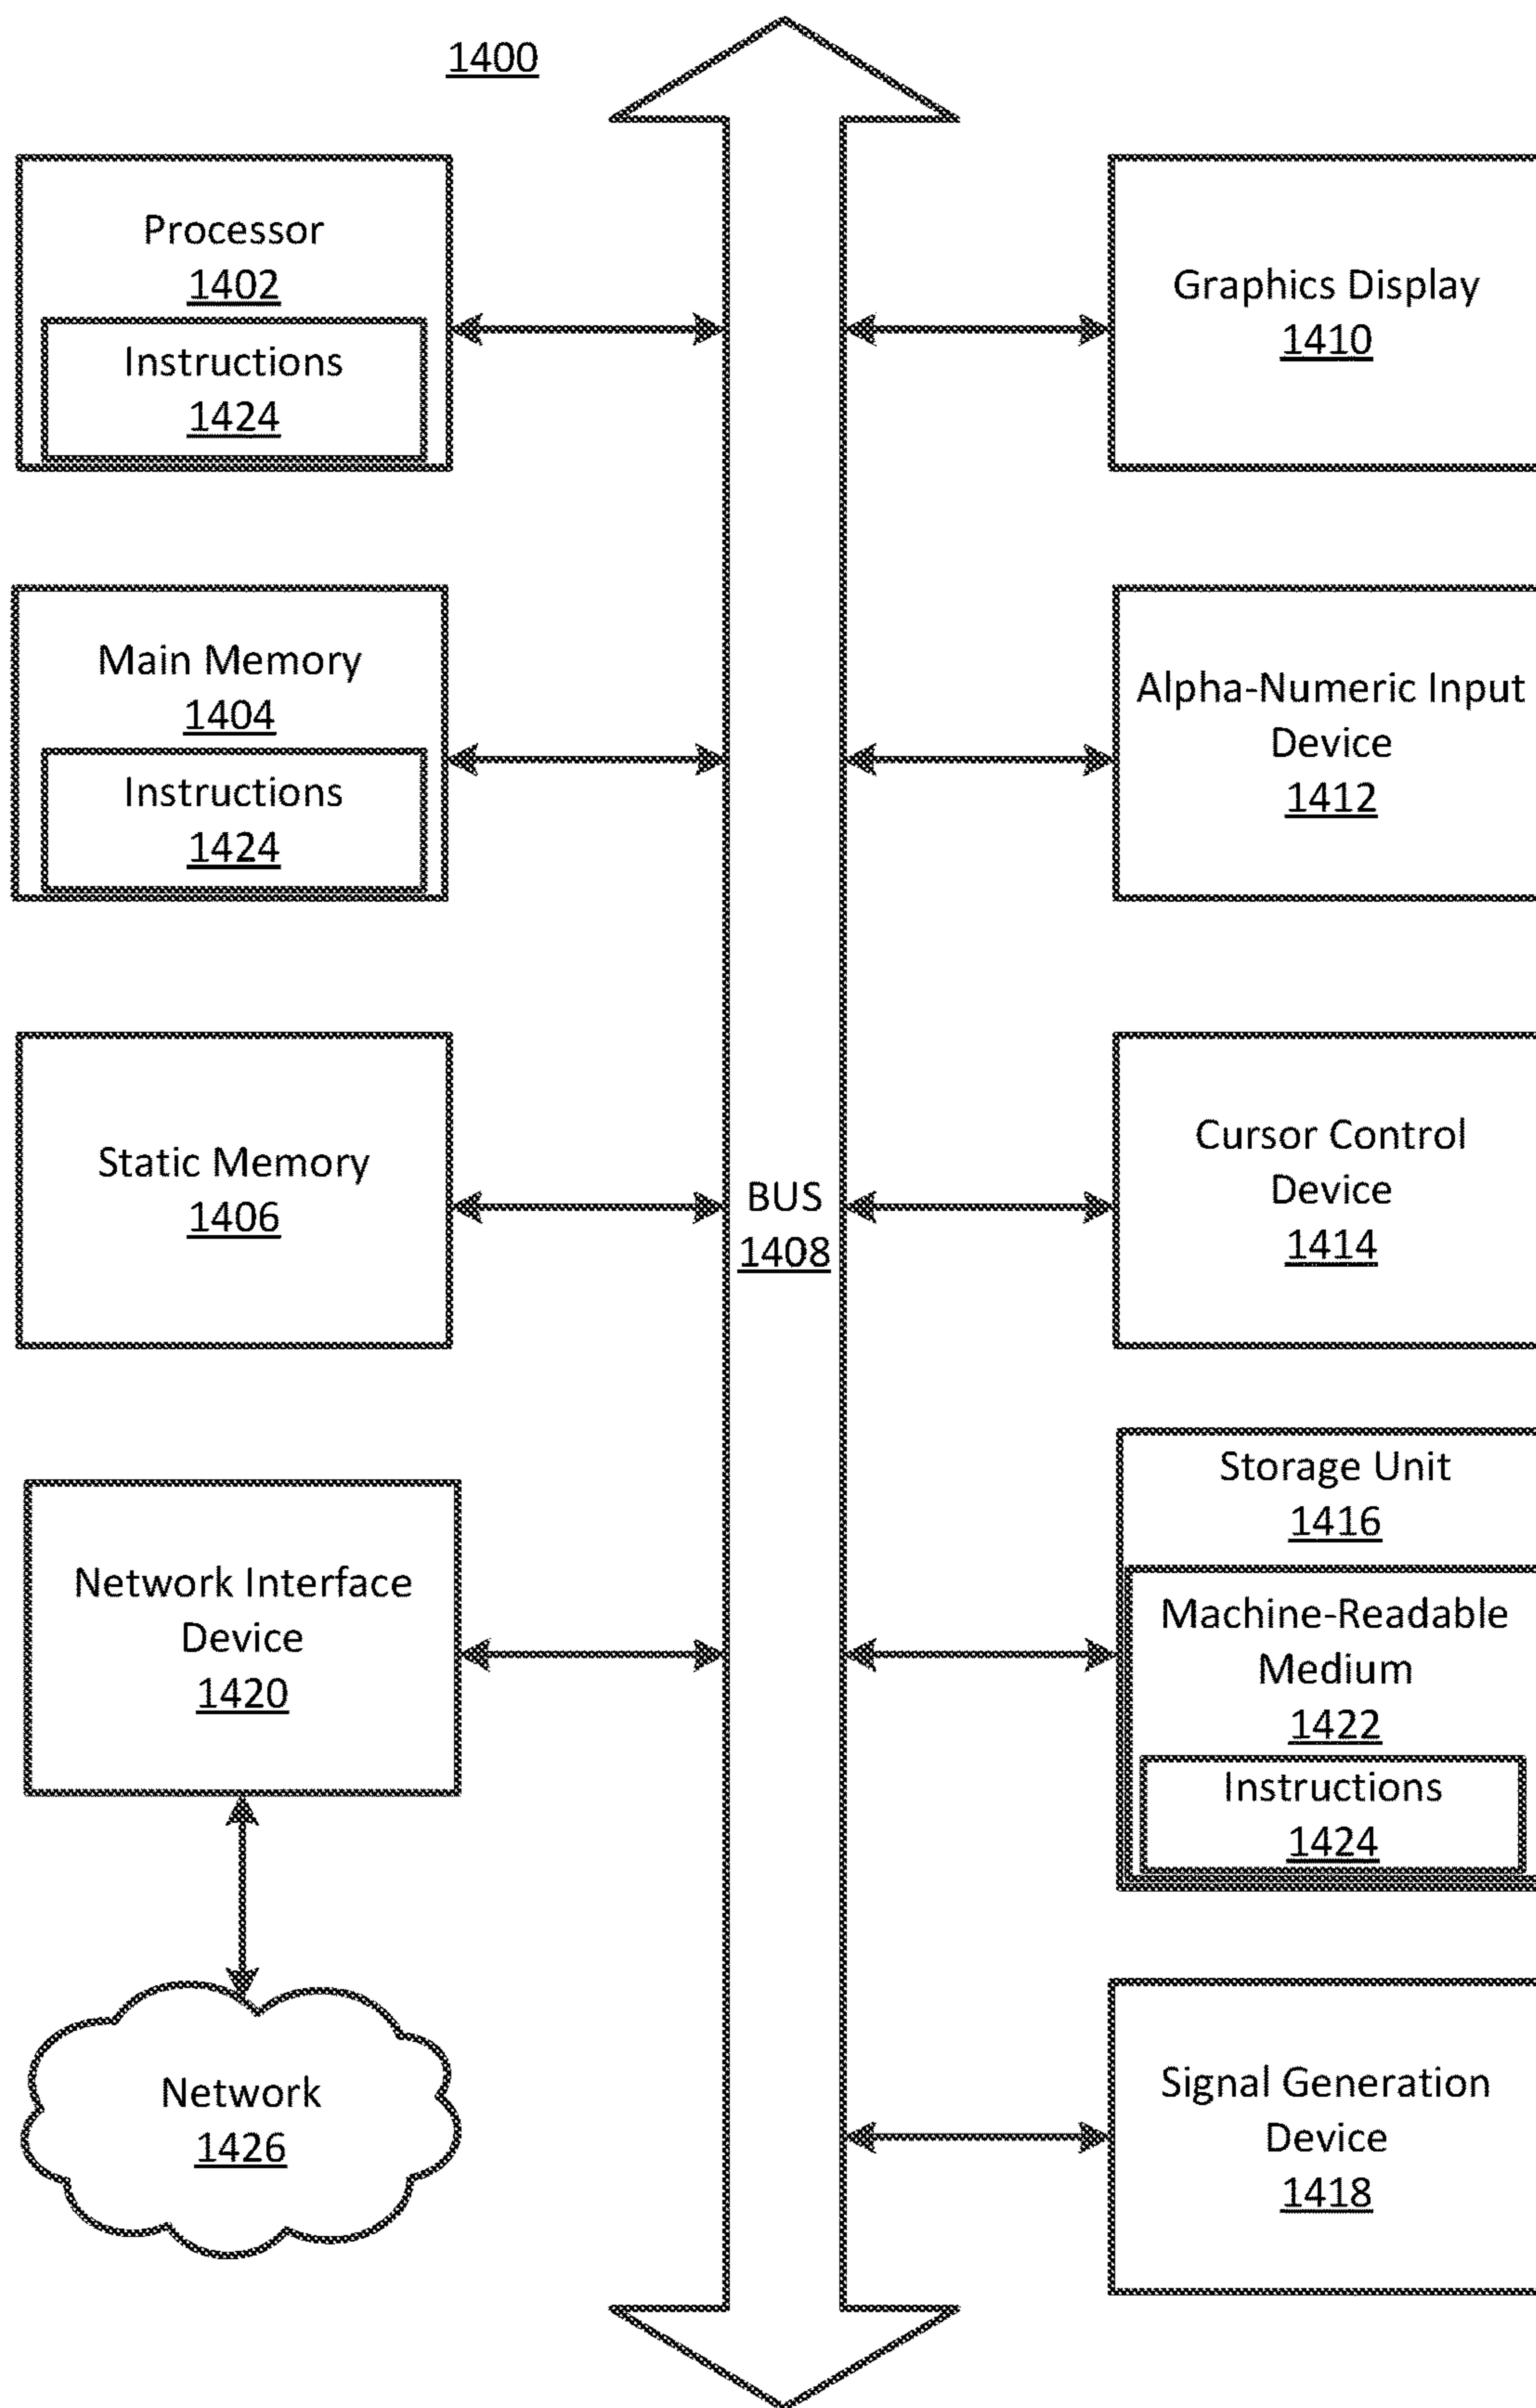 1400
Processor
1402
Instructions
1424
Main Memory
1404
Instructions
1424
Static Memory
1406
Network Interface
Device
1420
Network
1426
BUS
1408
Graphics Display
1410
Alpha-Numeric Input
Device
1412
Cursor Control
Device
1414
Storage Unit
1416
Machine-Readable
Medium
1422
Instructions
1424
Signal Generation
Device
1418